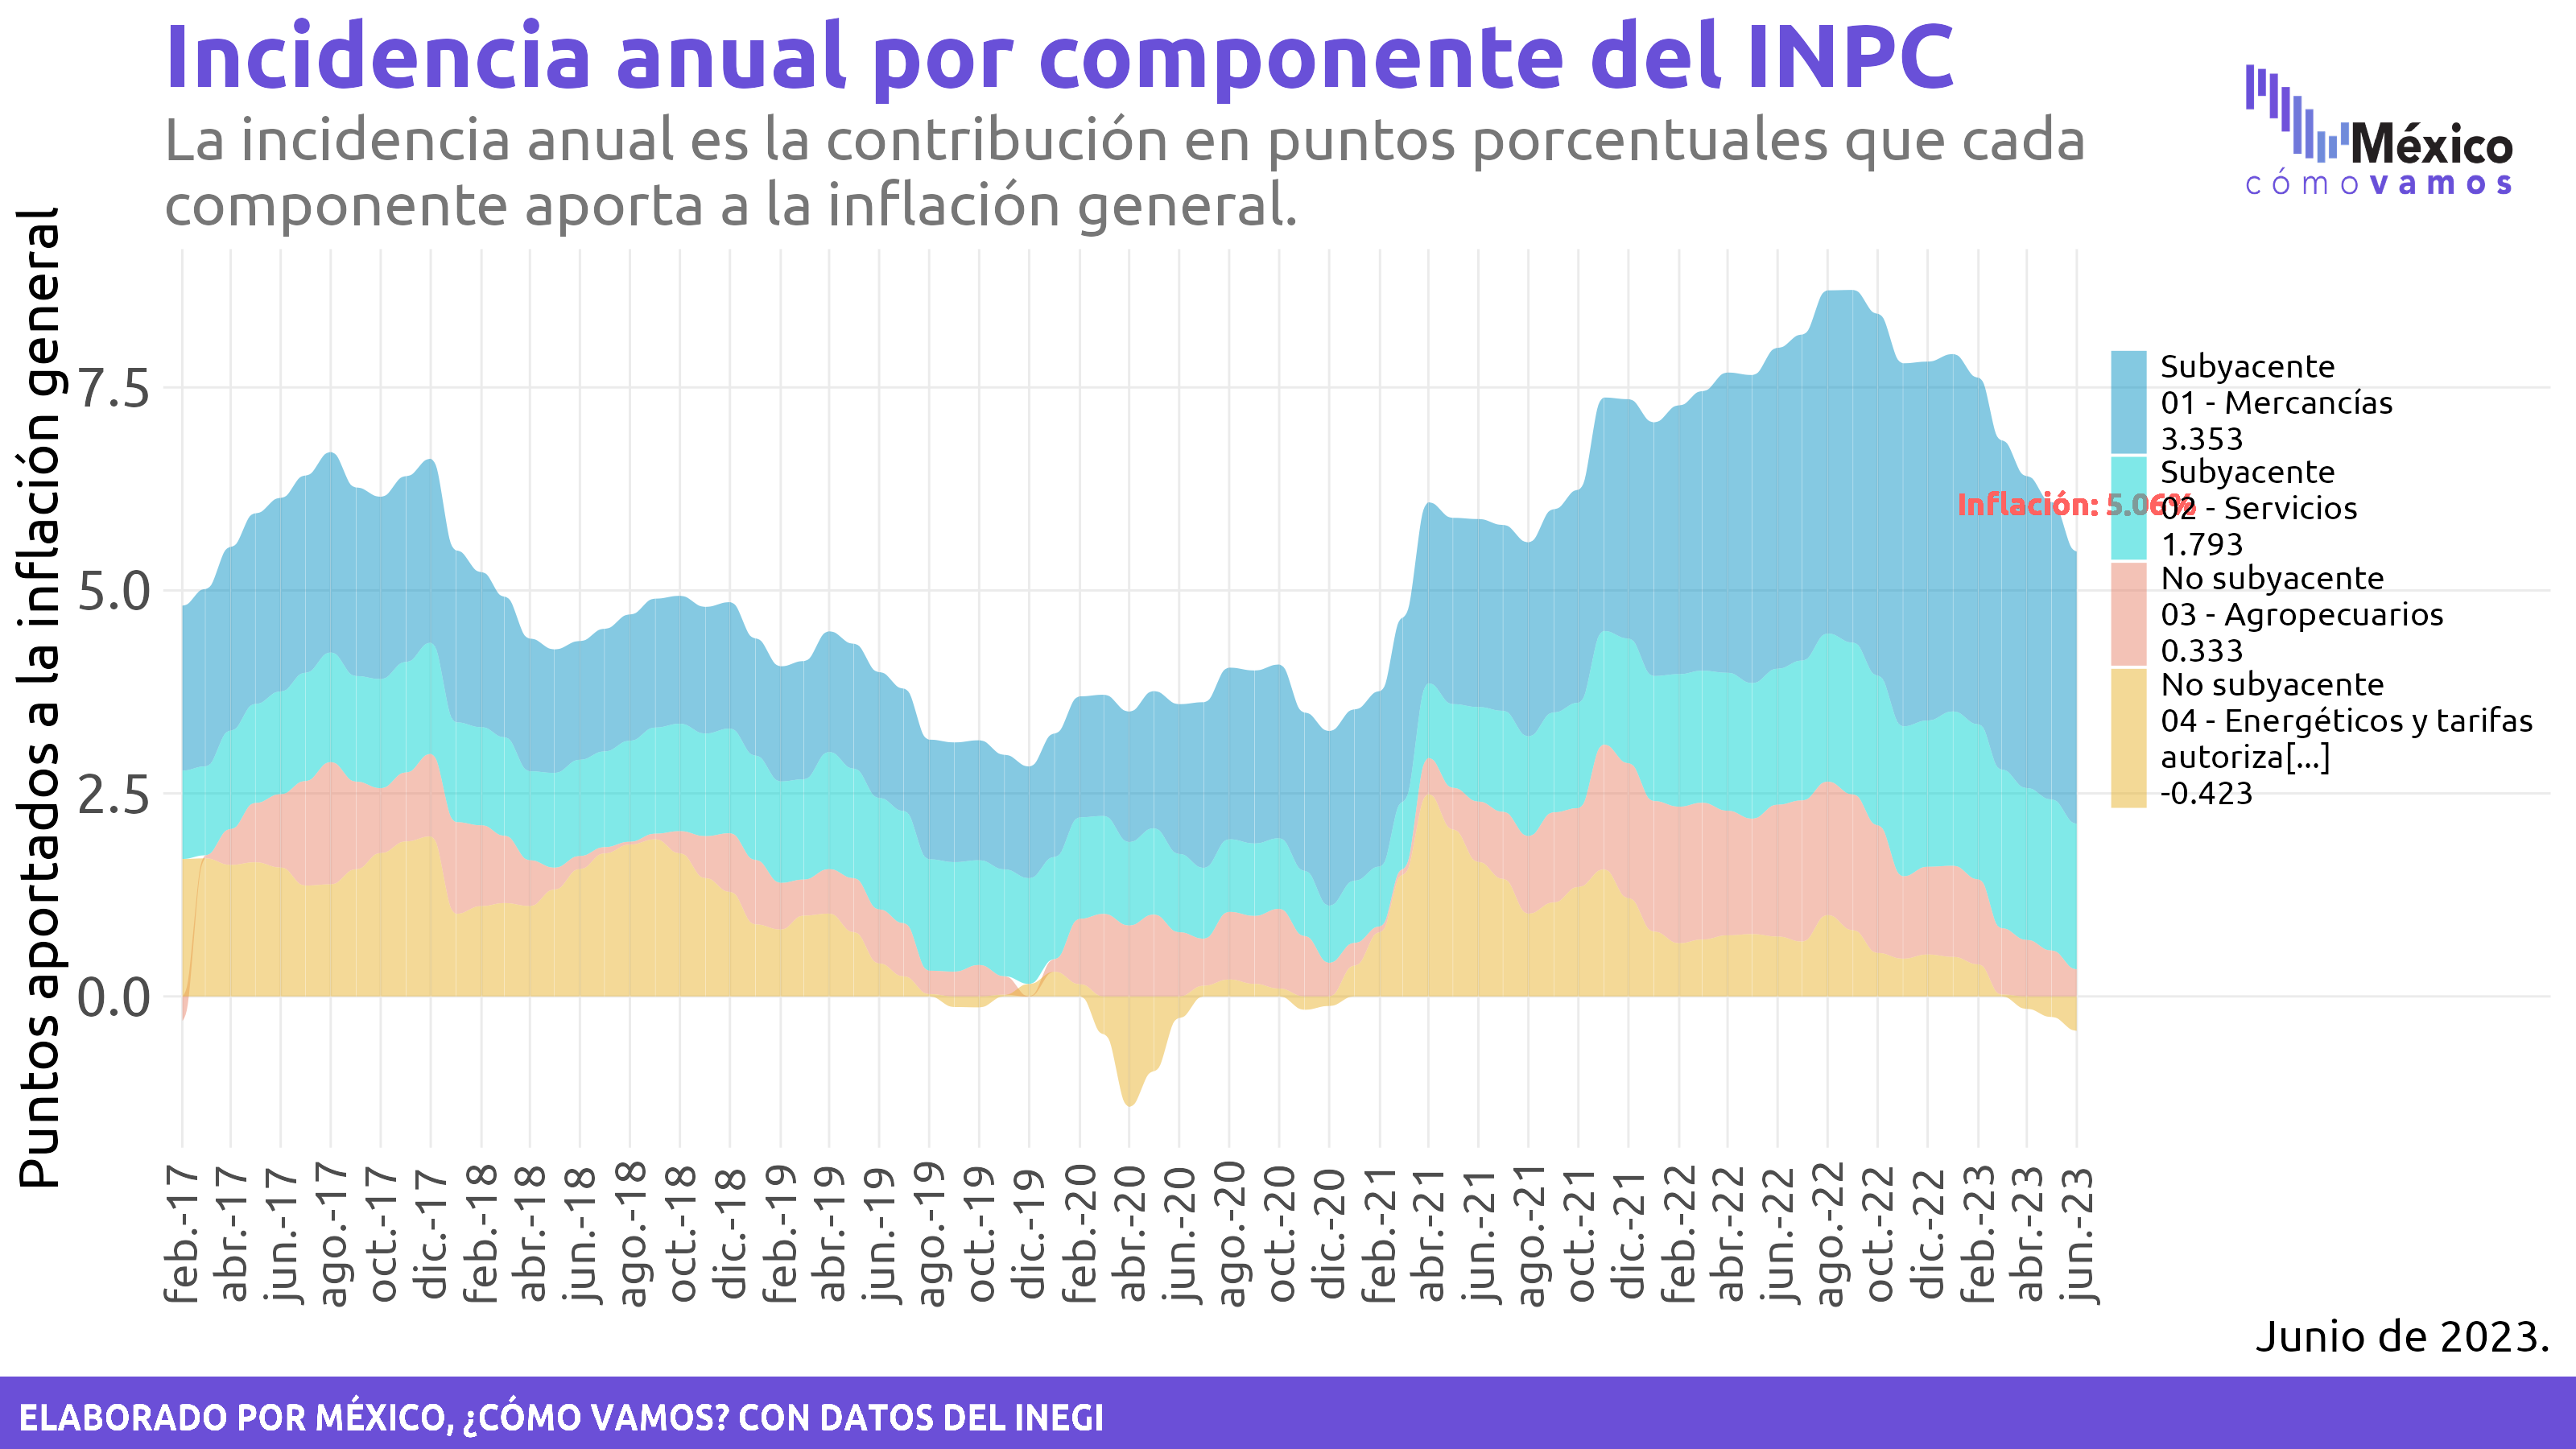 Incidencia anual por componente del INPC
La incidencia anual es la contribución en puntos porcentuales que cada
componente aporta a la inflación general.
México
cómo vamos
Puntos aportados a la inflación general
7.5
5.0
2.5
0.0
Subyacente
01 - Mercancías
3.353
Subyacente
02 - Servicios
1.793
No subyacente
03 - Agropecuarios
0.333
No subyacente
04 - Energéticos y tarifas
autoriza[...]
-0.423
Inflación: 5.06%
feb.-17
abr.-17
jun.-17
ago.-17
oct.-17
dic.-17
feb.-18
abr.-18
jun.-18
ago.-18
oct.-18
dic.-18
feb.-19
abr.-19
jun.-19
ago.-19
oct.-19
dic.-19
feb.-20
abr.-20
jun.-20
ago.-20
oct.-20
dic.-20
feb.-21
abr.-21
jun.-21
ago.-21
oct.-21
dic.-21
feb.-22
abr.-22
jun.-22
ago.-22
oct.-22
dic.-22
feb.-23
abr.-23
jun.-23
Junio de 2023.
ELABORADO POR MÉXICO, ¿CÓMO VAMOS? CON DATOS DEL INEGI